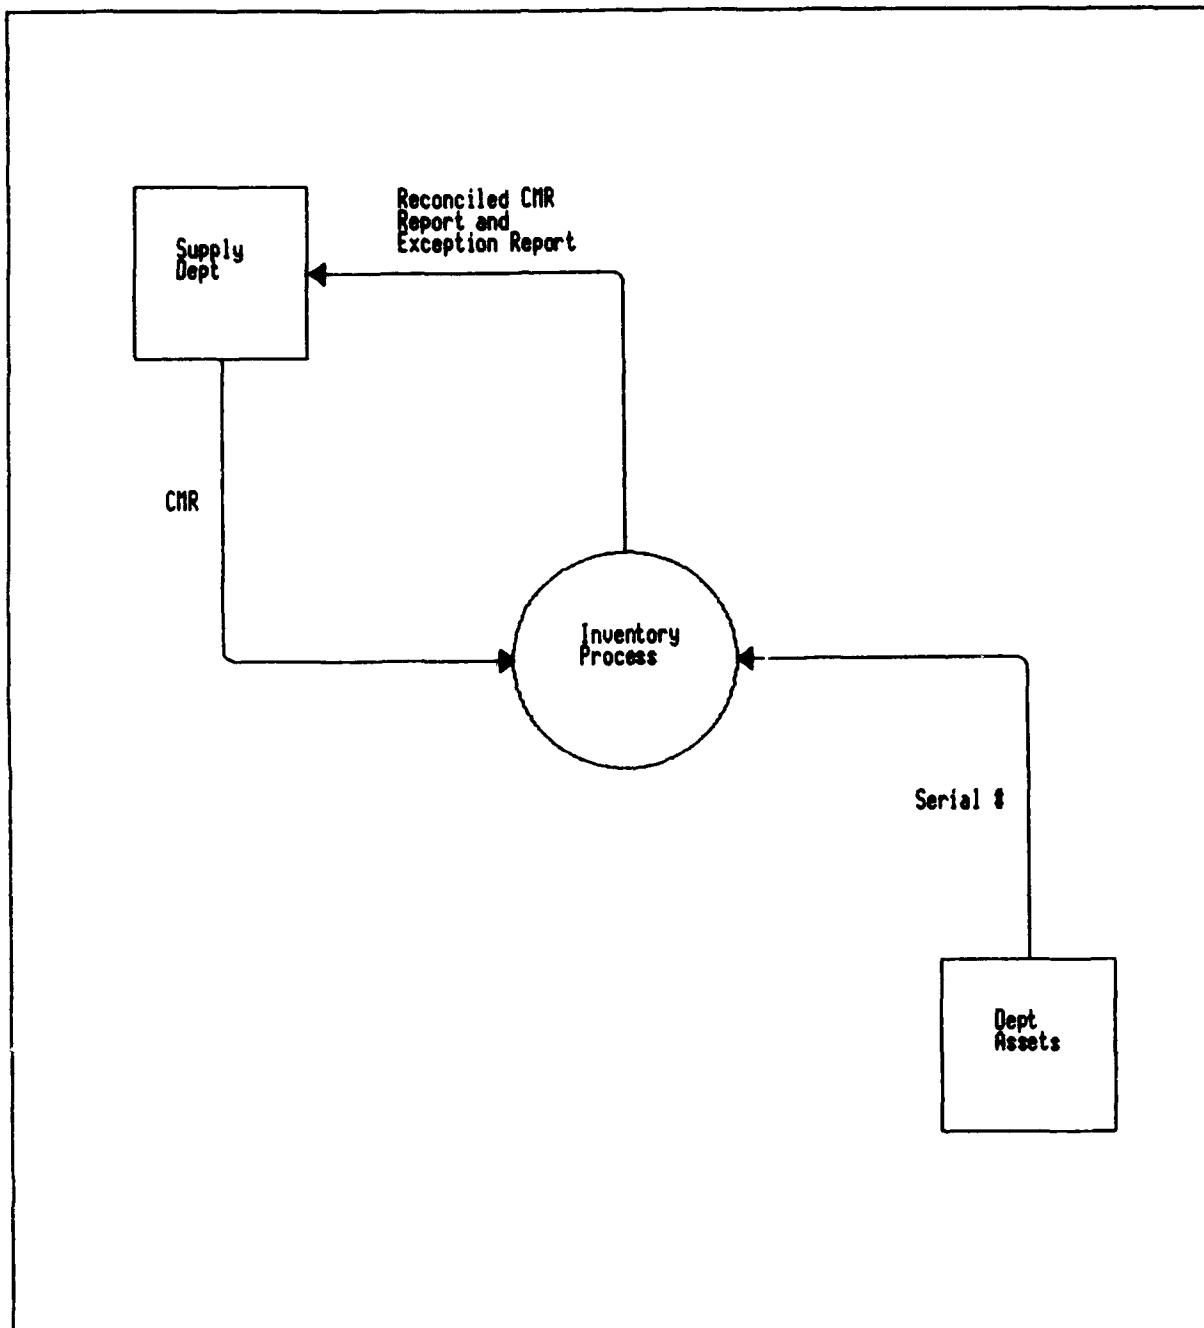 Reconciled CMR
Report and
Exception Report
Supply
Dept
CMR
Inventory
Process
Serial #
Dept
Assets